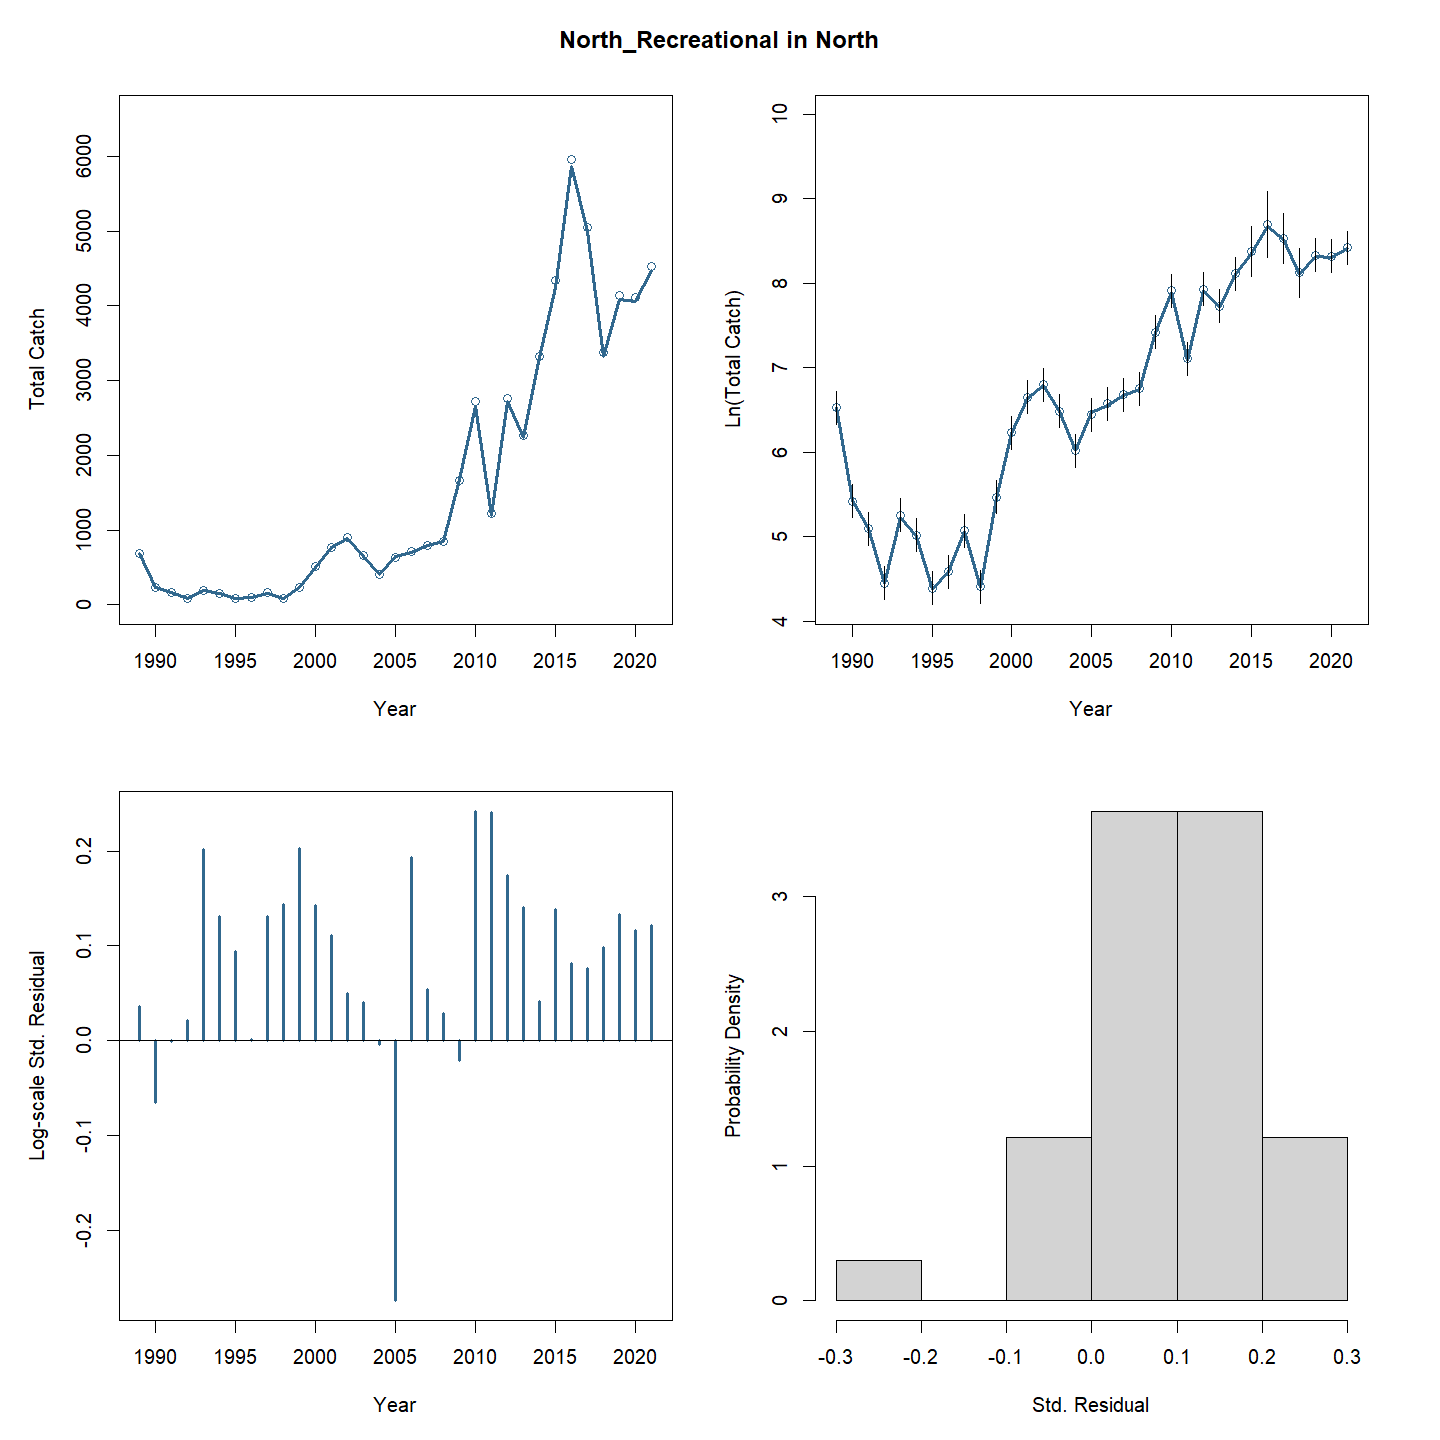 North_Recreational in North
Total Catch
0
1000
2000
3000
4000
5000
6000
1990 1995 2000 2005 2010 2015 2020
Year
Ln(Total Catch)
4
5
6
7
8
9
10
1990 1995 2000 2005 2010 2015 2020
Year
Log-scale Std. Residual
-0.2
-0.1
0.0
0.1
0.2
1990 1995 2000 2005 2010 2015 2020
Year
Probability Density
0
1
2
3
-0.3 -0.2 -0.1 0.0 0.1 0.2 0.3
Std. Residual